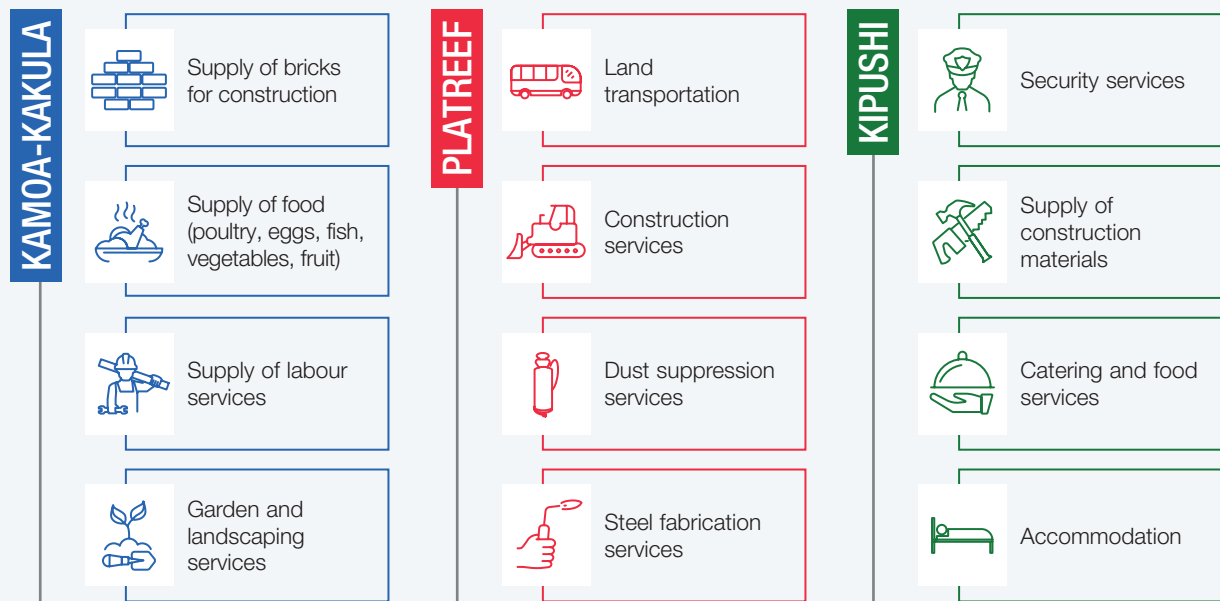 KAMOA-KAKULA
Supply of bricks
for construction
Supply of food
(poultry, eggs, fish,
vegetables, fruit)
Supply of labour
services
Garden and
landscaping
services
PLATREEF
Land
transportation
Construction
services
Dust suppression
services
Steel fabrication
services
KIPUSHI
Security services
Supply of
construction
materials
Catering and food
services
Accommodation